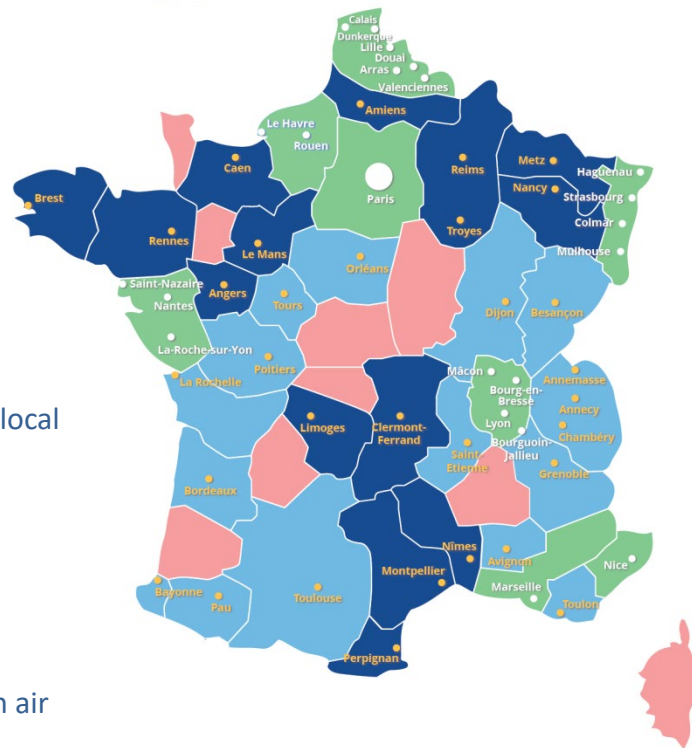 Calais
Dunkerque
Lille
Douai
Arras
Valenciennes
Amiens
Le Havre
Rouen
Caen
Reims
Metz
Haguenau
Paris
Nancy
Strasbourg
Brest
Colmar
Troyes
Rennes
Le Mans
Mulhouse
Orléans
Saint-Nazaire
Angers
Tours
Nantes
Dijon
Besançon
La-Roche-sur-Yon
Poitiers
Mâcon
Annemasse
La Rochelle
Bourg-en-
Bresse
Annecy
local
Limoges
Clermont-
Ferrand
Lyon
Chambéry
Bourgoin-
Jallieu
Saint-
Etienne
Grenoble
Bordeaux
Nîmes
Avignon
Nice
Montpellier
Marseille
Bayonne
Toulouse
Toulon
Pau
Perpignan
n air